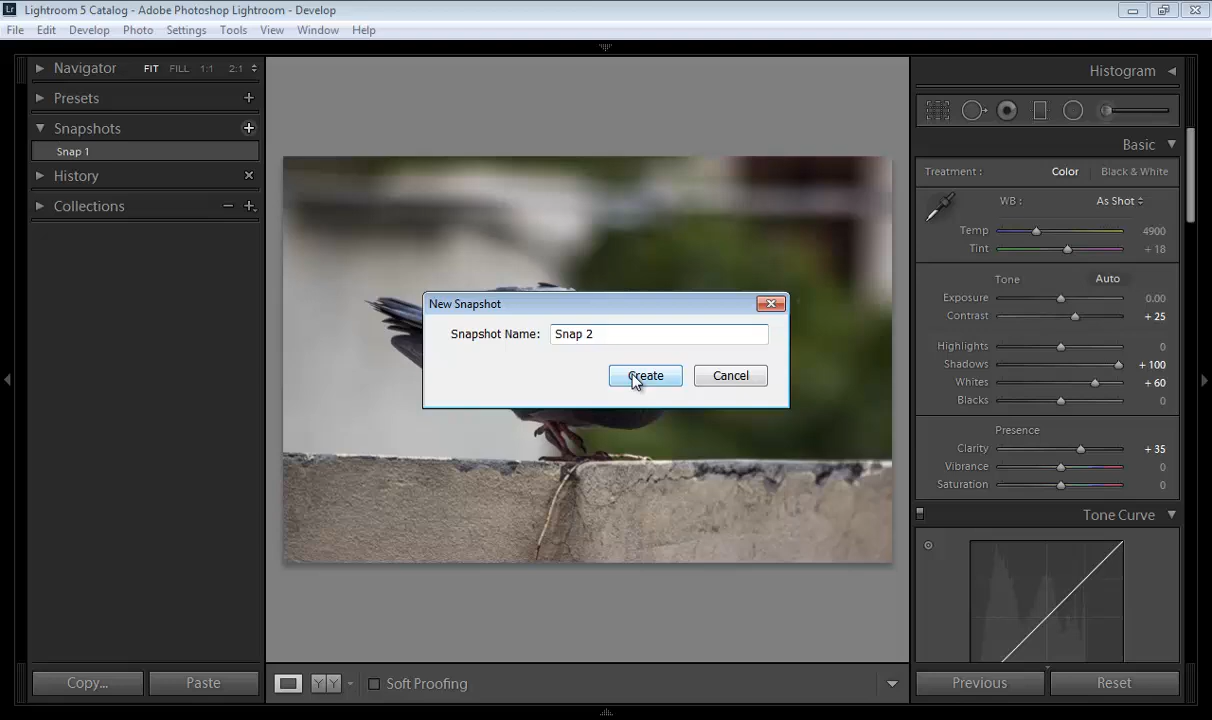 Lr Lightroom 5 Catalog - Adobe Photoshop Lightroom - Develop
File Edit Develop Photo Settings Tools View Window Help
Navigator FIT FILL 1:1 2:1
Presets
Snapshots
Snap 1
History
Collections
Copy...
Paste
New Snapshot
Snapshot Name: Snap 2
Create Cancel
YY
Soft Proofing
Histogram
Basic
Treatment : Color Black & White
WB : As Shot
Temp 4900
Tint + 18
Tone Auto
Exposure 0.00
Contrast + 25
Highlights 0
Shadows + 100
Whites + 60
Blacks 0
Presence
Clarity + 35
Vibrance 0
Saturation 0
Tone Curve
Previous
Reset